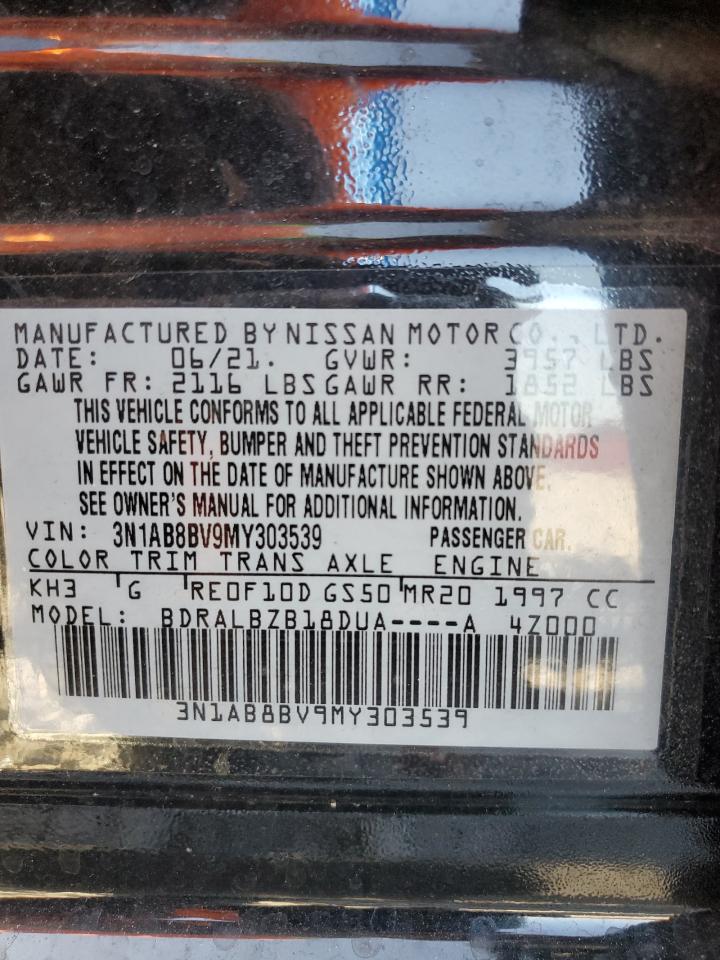 MANUFACTURED BY NISSAN MOTOR CO., LTD.
DATE: 06/21. GVWR: 3957 LBS
GAWR FR: 2116 LBS GAWR RR: 1852 LBS
THIS VEHICLE CONFORMS TO ALL APPLICABLE FEDERAL MOTOR
VEHICLE SAFETY, BUMPER AND THEFT PREVENTION STANDARDS
IN EFFECT ON THE DATE OF MANUFACTURE SHOWN ABOVE.
SEE OWNER'S MANUAL FOR ADDITIONAL INFORMATION.
VIN: 3N1AB8BV9MY303539 PASSENGER CAR.
COLOR TRIM TRANS AXLE ENGINE
KH3 G RE0F10D GS50 MR20 1997 CC
MODEL: BDRALBZB18DUA----A 4Z000
3N1AB8BV9MY303539